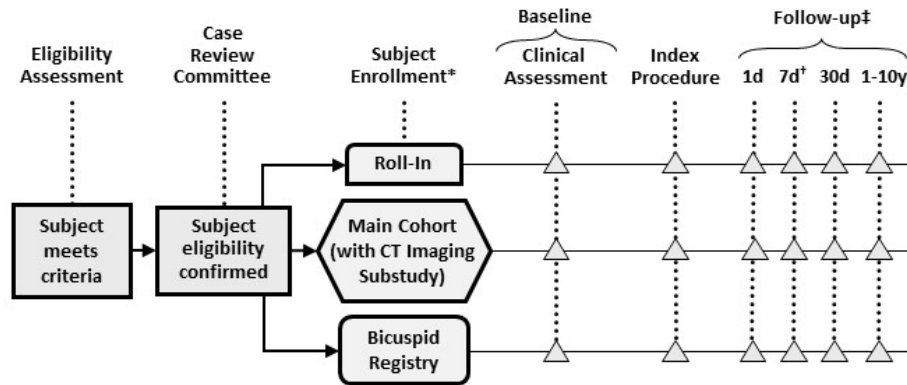 Baseline
Follow-up‡
Eligibility
Assessment
Case
Review
Committee
Subject
Enrollment*
Clinical
Assessment
Index
Procedure
1d 7d† 30d 1-10y
Roll-In
Subject
meets
criteria
Subject
eligibility
confirmed
Main Cohort
(with CT Imaging
Substudy)
Bicuspid
Registry